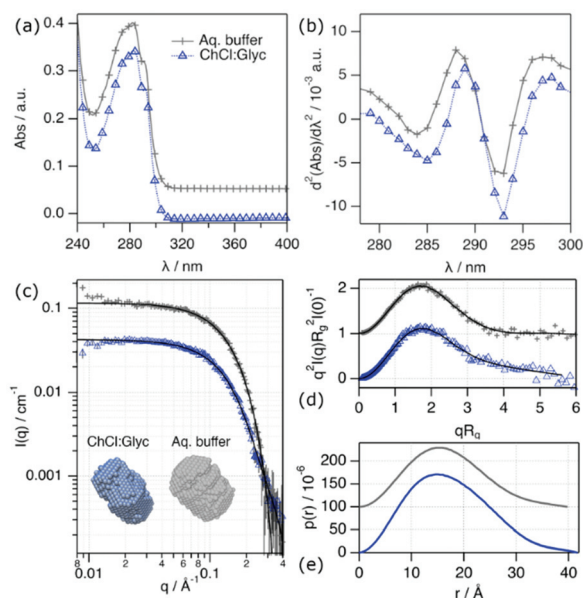 (a)
Abs / a.u.
0.4
0.3
0.2
0.1
0.0
Aq. buffer
ChCl:Glyc
240 280 320 360 400
λ / nm
(b)
d²(Abs)/dλ² / 10⁻³ a.u.
10
5
0
-5
-10
280 285 290 295 300
λ / nm
(c)
I(q) / cm⁻¹
0.1
0.01
0.001
ChCl:Glyc Aq. buffer
8 0.01 2 4 6 8 0.1 2 4
q / Å⁻¹
(d)
q²I(q)Rg²I(0)⁻¹
2
1
0
0 1 2 3 4 5 6
qRg
(e)
p(r) / 10⁻⁶
200
100
100
0
0 10 20 30 40
r / Å